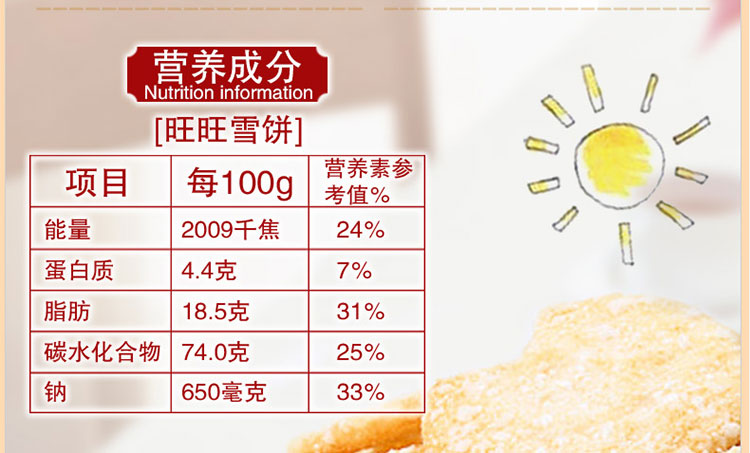 营养成分
Nutrition information
[旺旺雪饼]
项目 每100g 营养素参考值%
能量 2009千焦 24%
蛋白质 4.4克 7%
脂肪 18.5克 31%
碳水化合物 74.0克 25%
钠 650毫克 33%